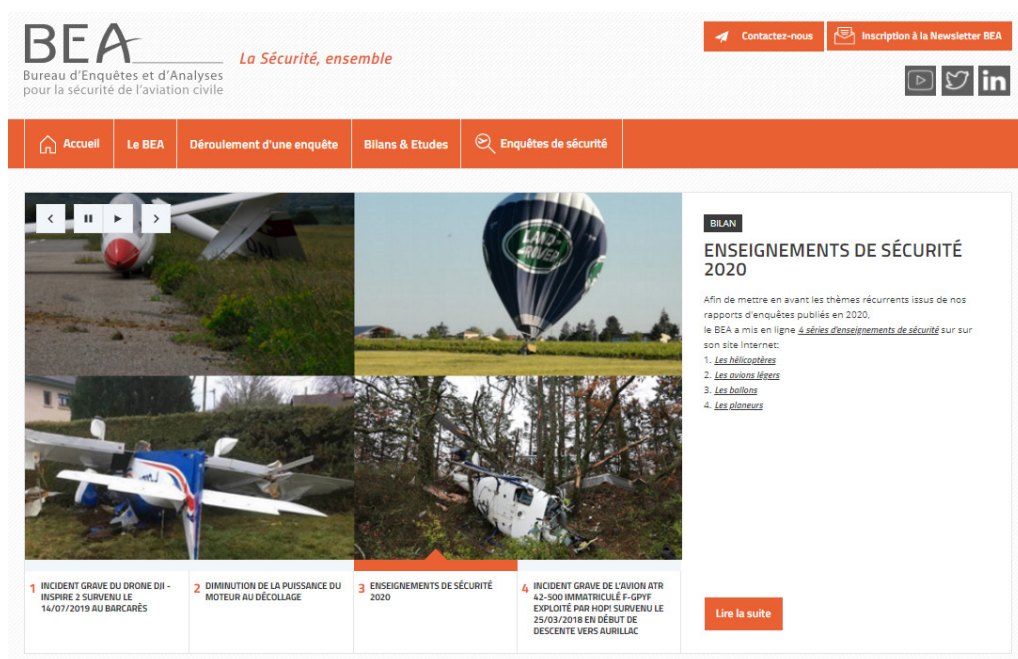 BEA
Bureau d'Enquêtes et d'Analyses
pour la sécurité de l'aviation civile
La Sécurité, ensemble
Contactez-nous
Inscription à la Newsletter BEA
in
Accueil
Le BEA
Déroulement d'une enquête
Bilans & Etudes
Enquêtes de sécurité
LAND-
ROVER
BILAN
ENSEIGNEMENTS DE SÉCURITÉ
2020
Afin de mettre en avant les thèmes récurrents issus de nos
rapports d'enquêtes publiés en 2020,
le BEA a mis en ligne 4 séries d'enseignements de sécurité sur sur
son site Internet:
1. Les hélicoptères
2. Les avions légers
3. Les ballons
4. Les planeurs
1 INCIDENT GRAVE DU DRONE DJI -
INSPIRE 2 SURVENU LE
14/07/2019 AU BARCARÈS
2 DIMINUTION DE LA PUISSANCE DU
MOTEUR AU DÉCOLLAGE
3 ENSEIGNEMENTS DE SÉCURITÉ
2020
4 INCIDENT GRAVE DE L'AVION ATR
42-500 IMMATRICULÉ F-GPYF
EXPLOITÉ PAR HOP! SURVENU LE
25/03/2018 EN DÉBUT DE
DESCENTE VERS AURILLAC
Lire la suite